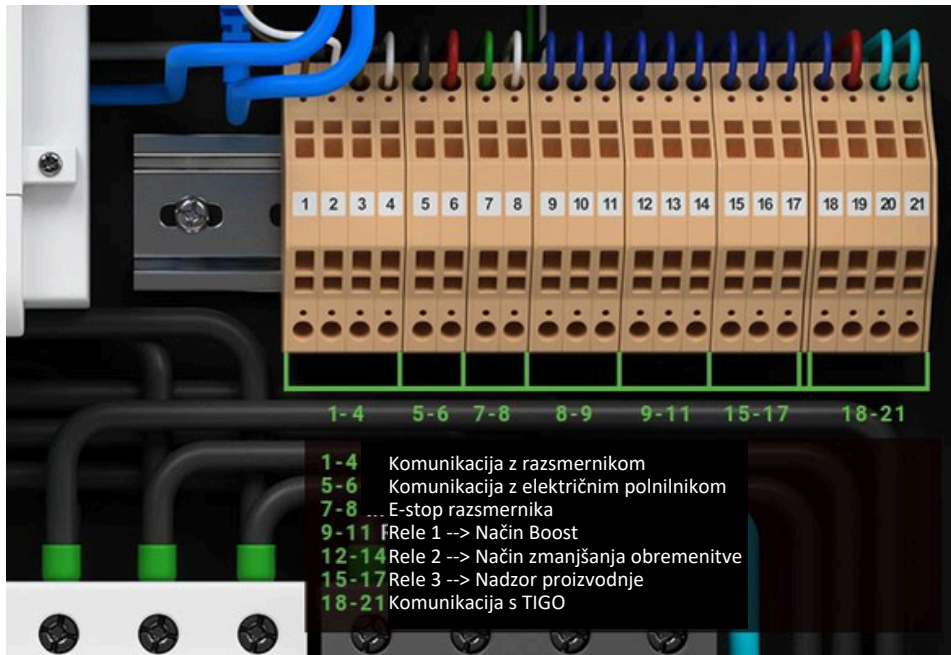 1 2 3 4 5 6 7 8 9 10 11 12 13 14 15 16 17 18 19 20 21
1-4 5-6 7-8 8-9 9-11 15-17 18-21
1-4 Komunikacija z razsmernikom
5-6 Komunikacija z električnim polnilnikom
7-8 ... E-stop razsmernika
9-11 Rele 1 --> Način Boost
12-14 Rele 2 --> Način zmanjšanja obremenitve
15-17 Rele 3 --> Nadzor proizvodnje
18-21 Komunikacija s TIGO